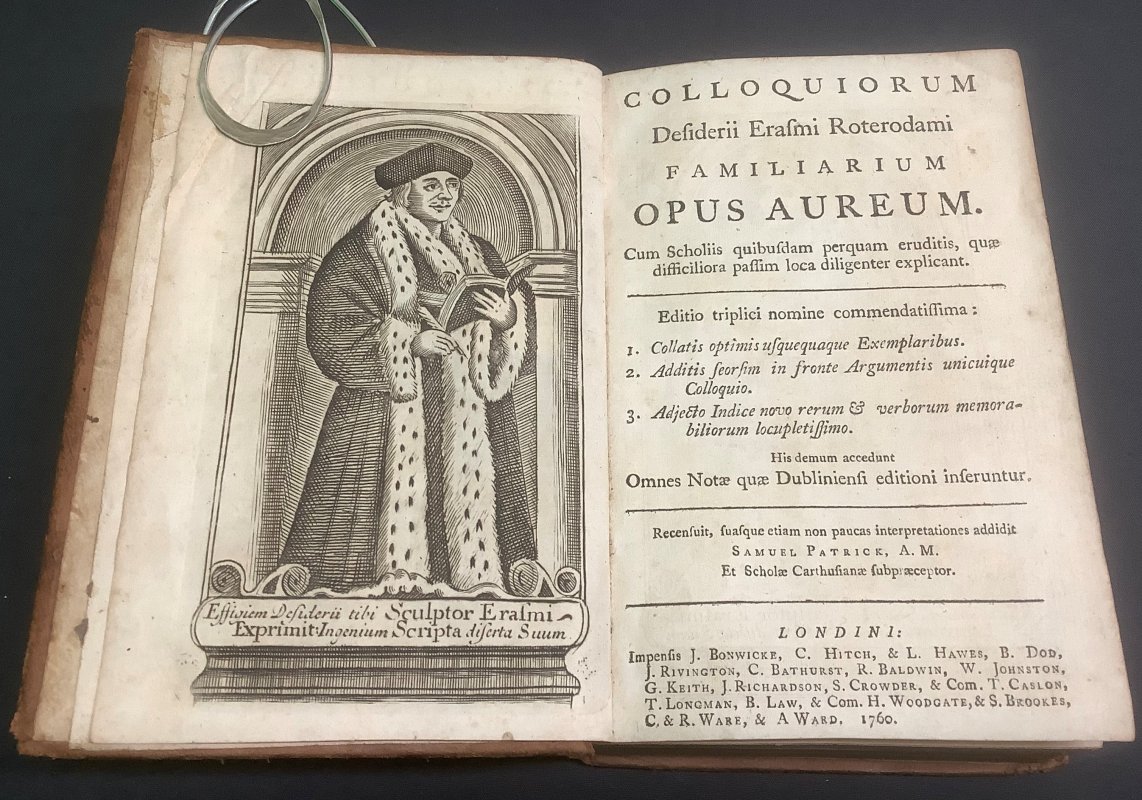 Effigiem Desiderii tibi Sculptor Eraſmi
Exprimit: Ingenium Scripta diſerta Suum.
COLLOQUIORUM
Deſiderii Eraſmi Roterodami
FAMILIARIUM
OPUS AUREUM.
Cum Scholiis quibuſdam perquam eruditis, quæ
difficiliora paſſim loca diligenter explicant.
Editio triplici nomine commendatiſſima:
1. Collatis optimis uſquequaque Exemplaribus.
2. Additis ſeorſim in fronte Argumentis unicuique
Colloquio.
3. Adjecto Indice novo rerum & verborum memora-
biliorum locupletiſſimo.
His demum accedunt
Omnes Notæ quæ Dublinienſi editioni inſeruntur.
Recenſuit, ſuaſque etiam non paucas interpretationes addidit
SAMUEL PATRICK, A. M.
Et Scholæ Carthuſianæ ſubpræceptor.
LONDINI:
Impenſis J. BONWICKE, C. HITCH, & L. HAWES, B. DOD,
J. RIVINGTON, C. BATHURST, R. BALDWIN, W. JOHNSTON,
G. KEITH, J. RICHARDSON, S. CROWDER, & Com. T. CASLON,
T. LONGMAN, B. LAW, & Com. H. WOODGATE, & S. BROOKES,
C. & R. WARE, & A WARD, 1760.